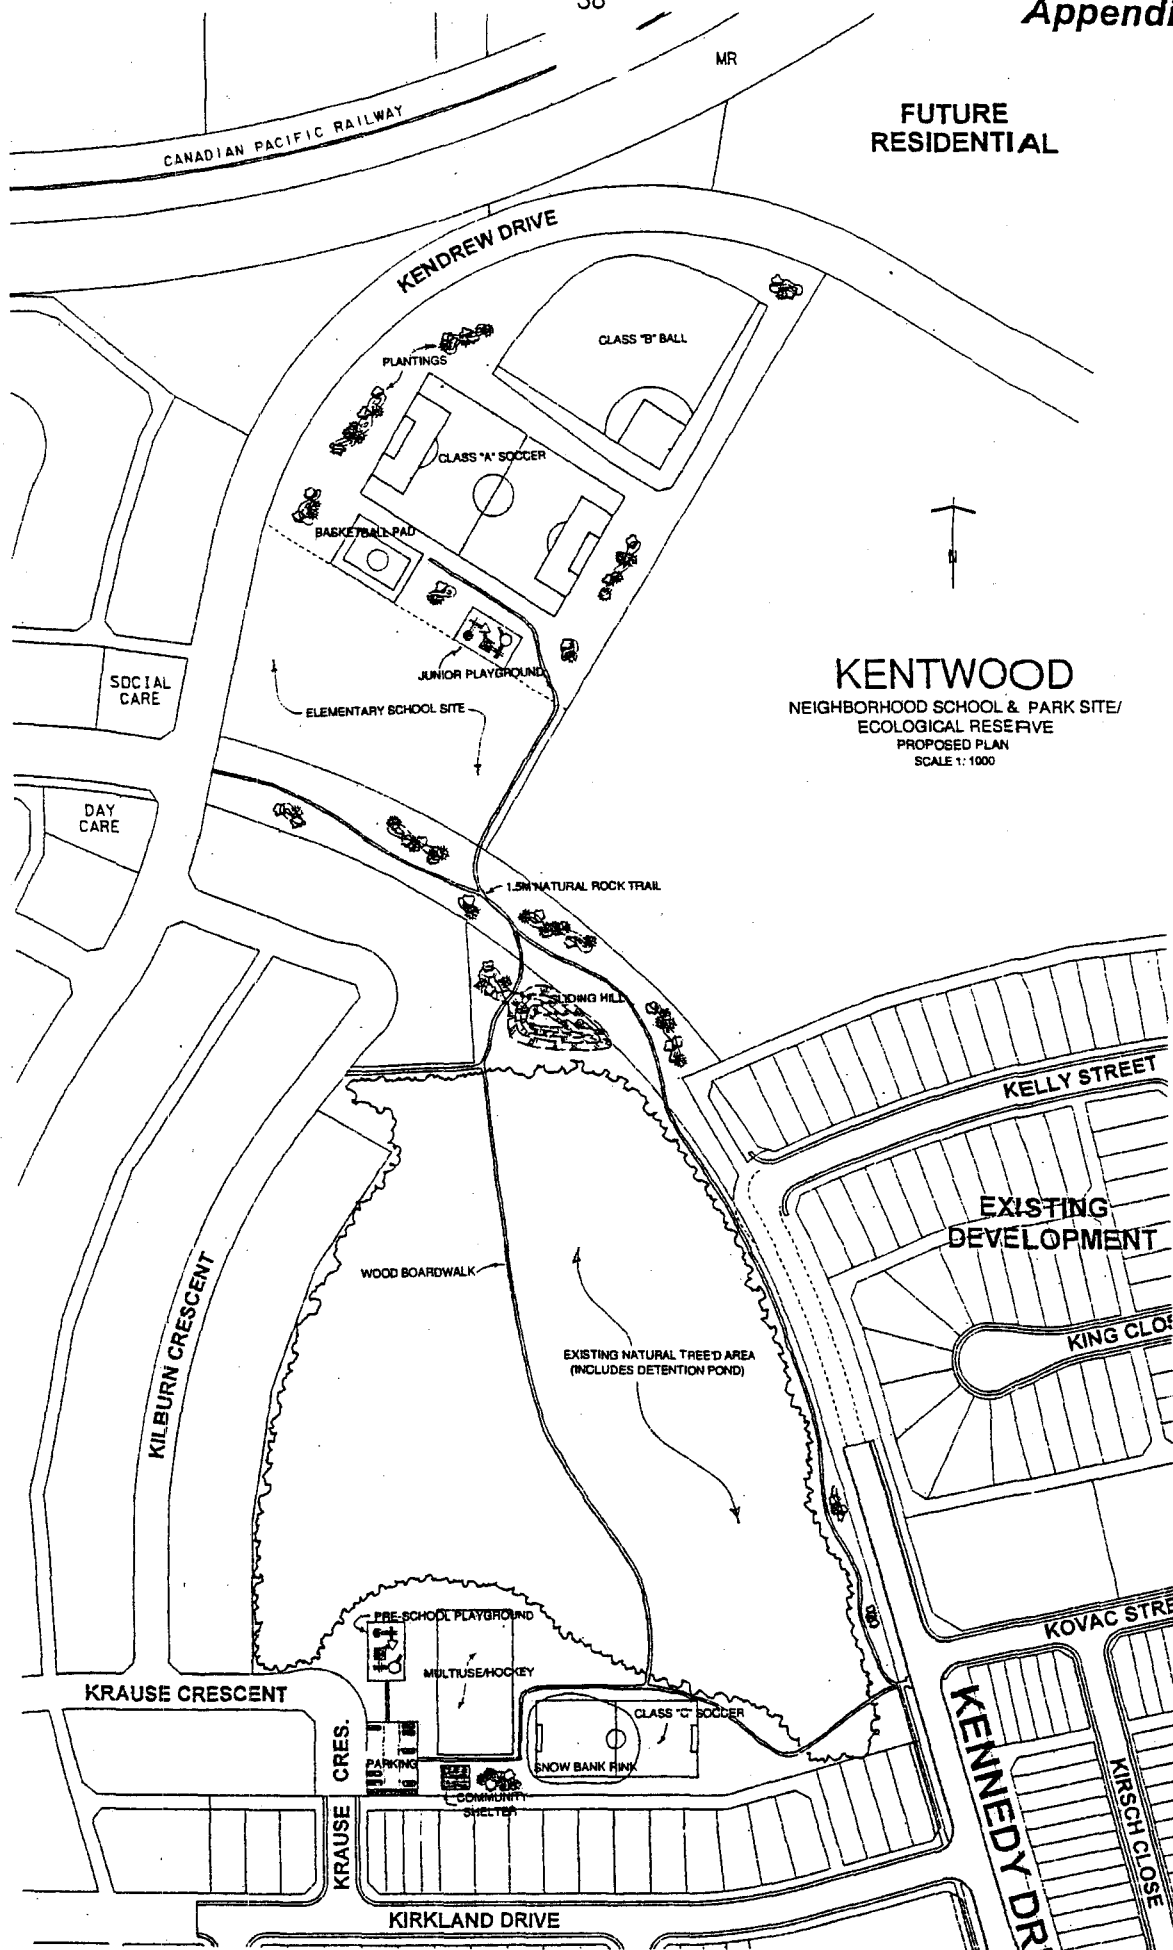 38
Appendi
MR
FUTURE
RESIDENTIAL
CANADIAN PACIFIC RAILWAY
KENDREW DRIVE
CLASS "B" BALL
PLANTINGS
CLASS "A" SOCCER
BASKETBALL PAD
N
JUNIOR PLAYGROUND
SOCIAL
CARE
ELEMENTARY SCHOOL SITE
KENTWOOD
NEIGHBORHOOD SCHOOL & PARK SITE/
ECOLOGICAL RESERVE
PROPOSED PLAN
SCALE 1: 1000
DAY
CARE
1.5M NATURAL ROCK TRAIL
SLIDING HILL
KELLY STREET
EXISTING
DEVELOPMENT
WOOD BOARDWALK
KILBURN CRESCENT
KING CLOS
EXISTING NATURAL TREE'D AREA
(INCLUDES DETENTION POND)
PRE-SCHOOL PLAYGROUND
KOVAC STRE
MULTIUSE/HOCKEY
KRAUSE CRESCENT
CLASS "C" SOCCER
KRAUSE CRES.
PARKING
SNOW BANK RINK
COMMUNITY
SHELTER
KENNEDY DR
KIRSCH CLOSE
KIRKLAND DRIVE